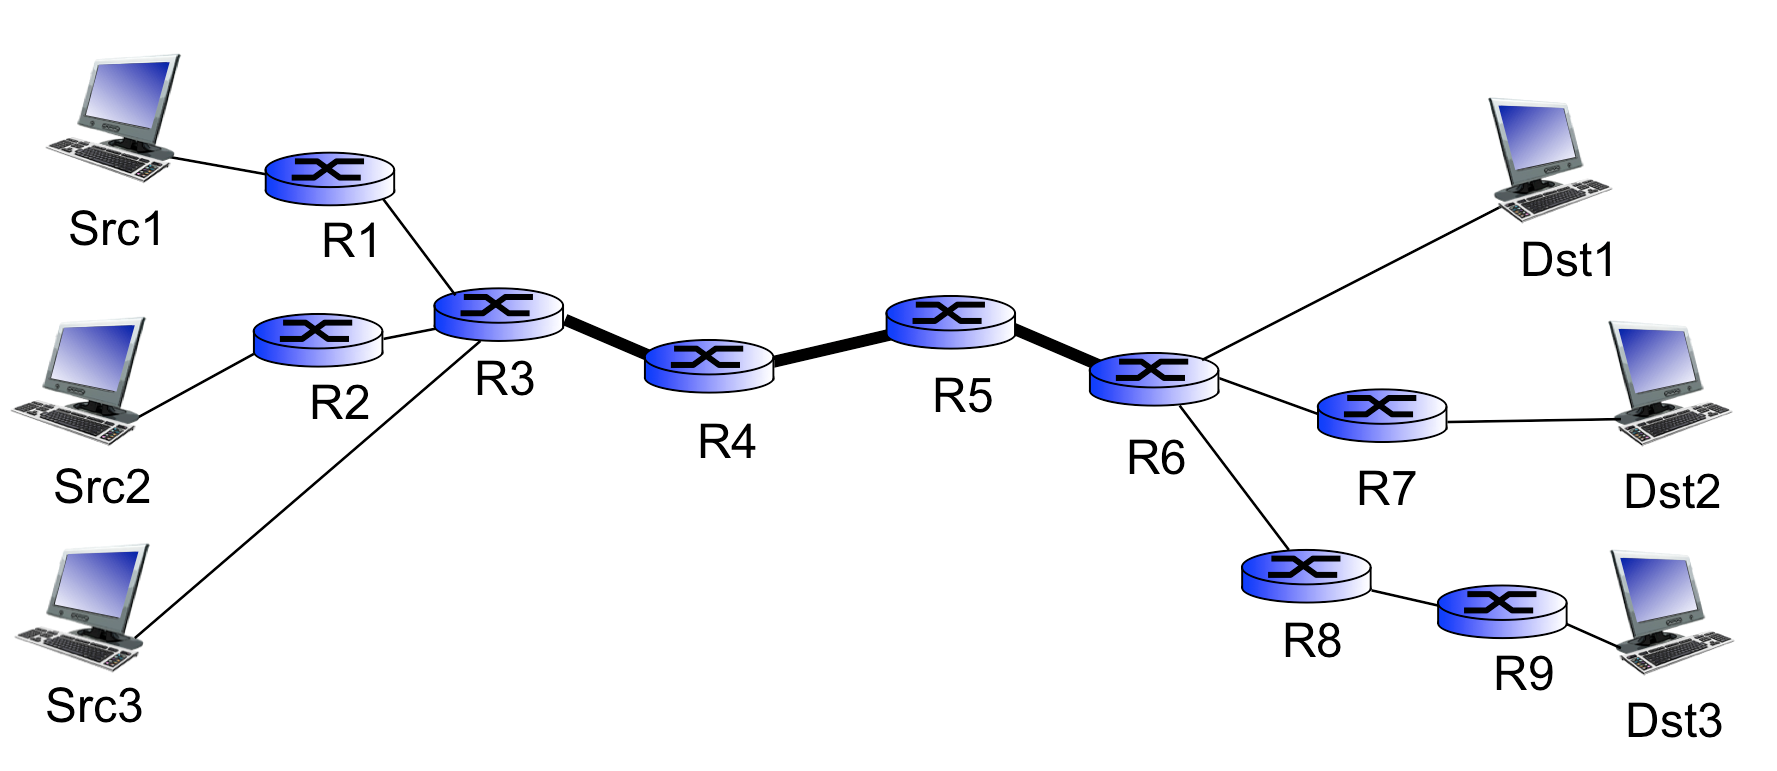 Src1
R1
Dst1
R3
R2
R5
R4
R6
Src2
R7
Dst2
R8
R9
Src3
Dst3